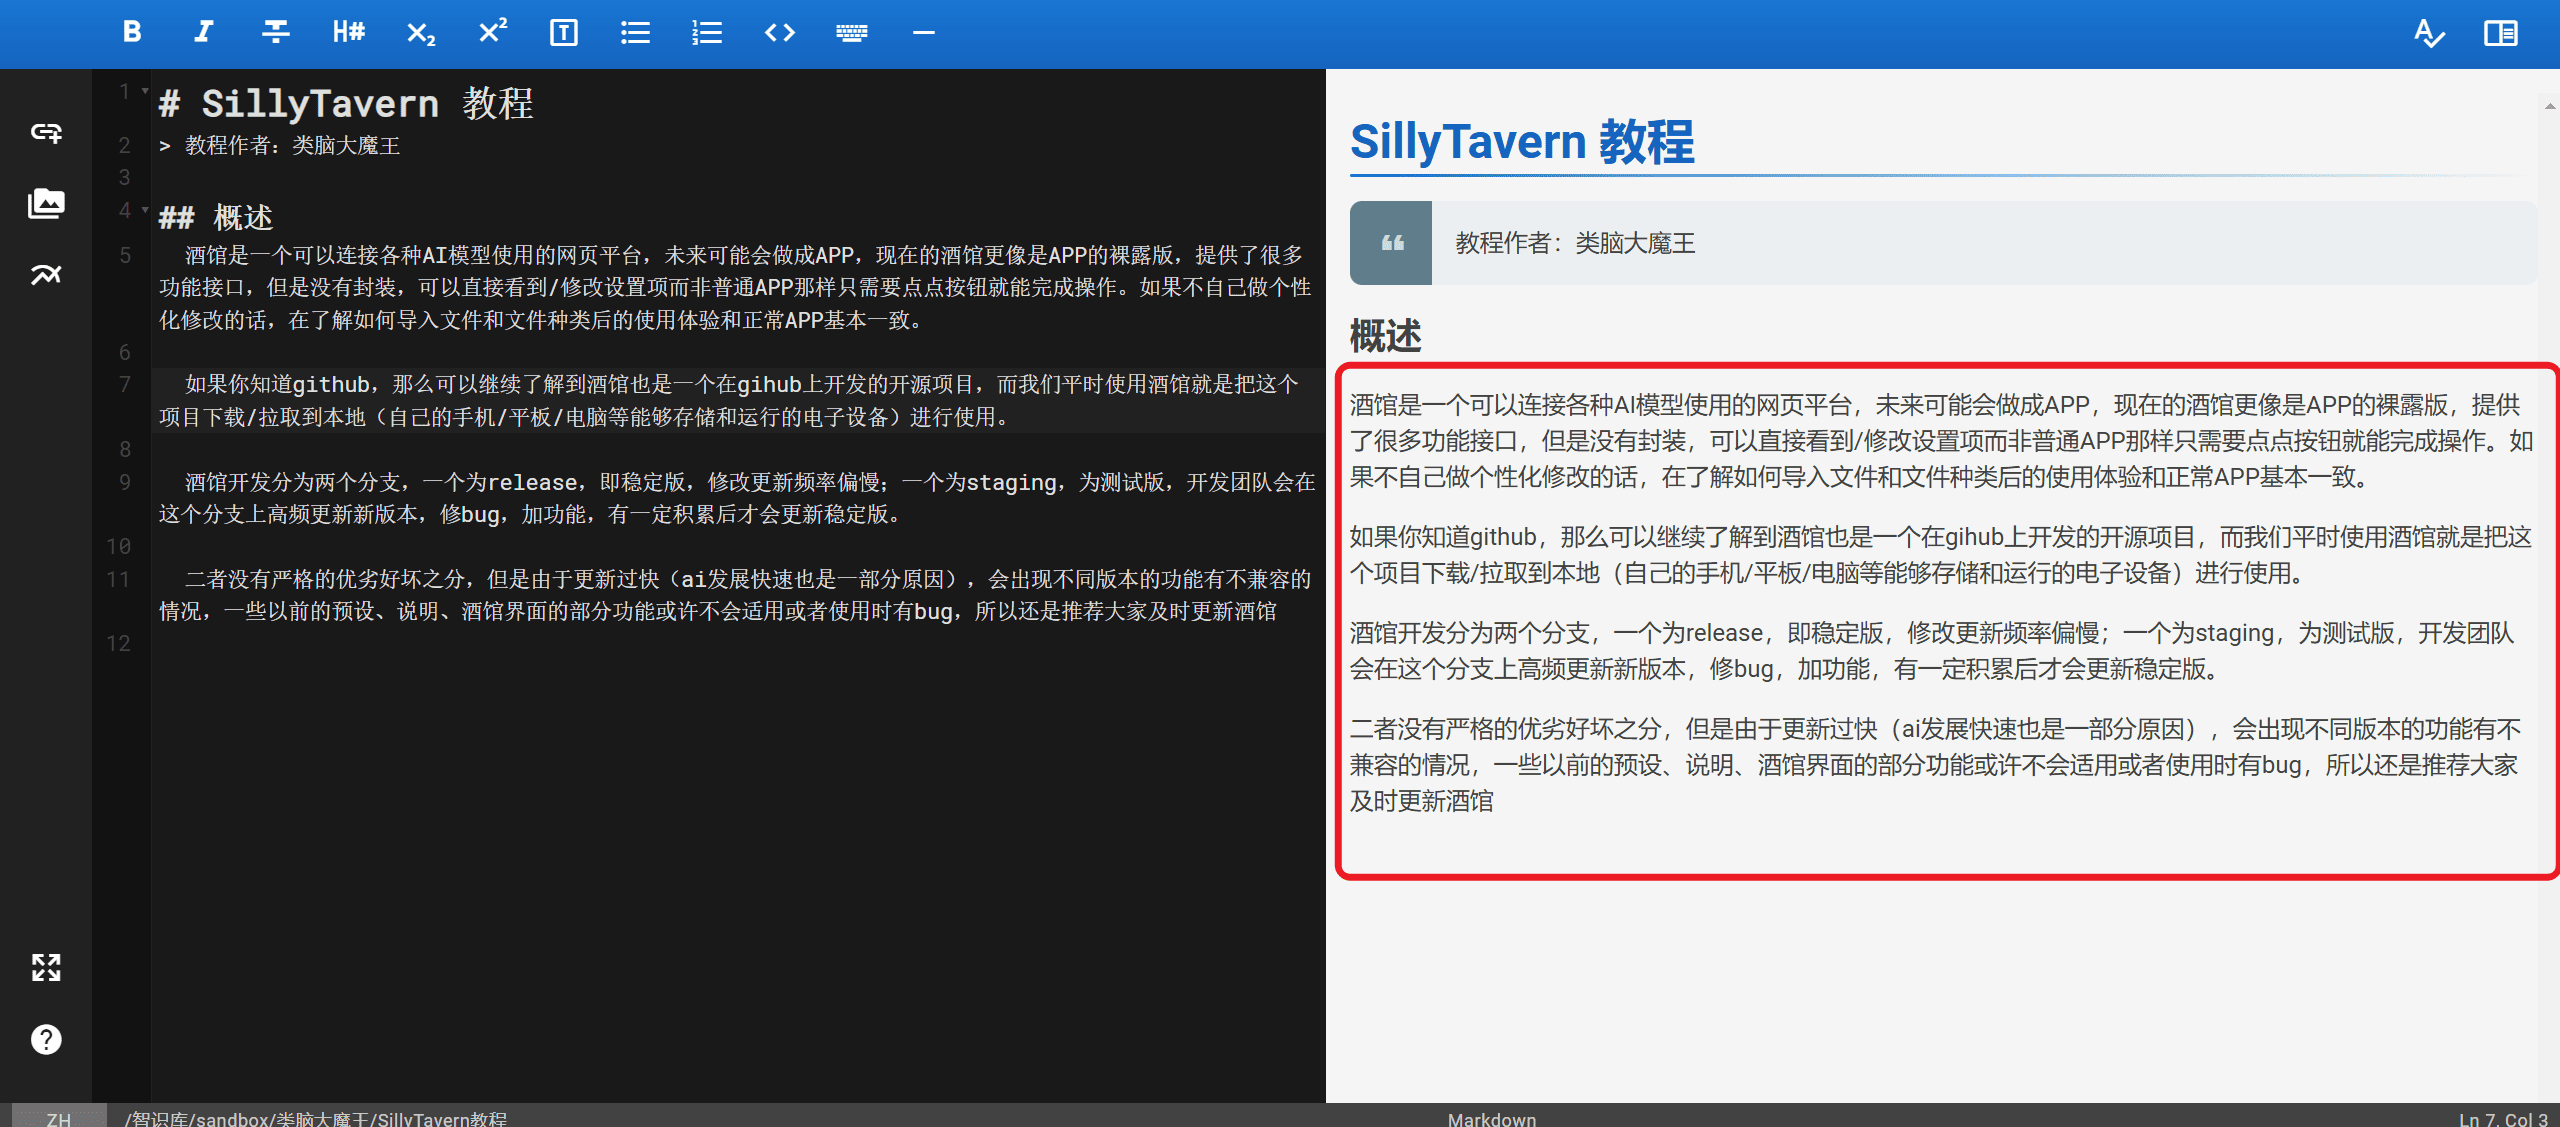 B I S H# X₂ X² T <> —
1 # SillyTavern 教程
2 > 教程作者：类脑大魔王
3
4 ## 概述
5 酒馆是一个可以连接各种AI模型使用的网页平台，未来可能会做成APP，现在的酒馆更像是APP的裸露版，提供了很多
功能接口，但是没有封装，可以直接看到/修改设置项而非普通APP那样只需要点点按钮就能完成操作。如果不自己做个性
化修改的话，在了解如何导入文件和文件种类后的使用体验和正常APP基本一致。
6
7 如果你知道github，那么可以继续了解到酒馆也是一个在gihub上开发的开源项目，而我们平时使用酒馆就是把这个
项目下载/拉取到本地（自己的手机/平板/电脑等能够存储和运行的电子设备）进行使用。
8
9 酒馆开发分为两个分支，一个为release，即稳定版，修改更新频率偏慢；一个为staging，为测试版，开发团队会在
这个分支上高频更新新版本，修bug，加功能，有一定积累后才会更新稳定版。
10
11 二者没有严格的优劣好坏之分，但是由于更新过快（ai发展快速也是一部分原因），会出现不同版本的功能有不兼容的
情况，一些以前的预设、说明、酒馆界面的部分功能或许不会适用或者使用时有bug，所以还是推荐大家及时更新酒馆
12
SillyTavern 教程
教程作者：类脑大魔王
概述
酒馆是一个可以连接各种AI模型使用的网页平台，未来可能会做成APP，现在的酒馆更像是APP的裸露版，提供
了很多功能接口，但是没有封装，可以直接看到/修改设置项而非普通APP那样只需要点点按钮就能完成操作。如
果不自己做个性化修改的话，在了解如何导入文件和文件种类后的使用体验和正常APP基本一致。
如果你知道github，那么可以继续了解到酒馆也是一个在gihub上开发的开源项目，而我们平时使用酒馆就是把这
个项目下载/拉取到本地（自己的手机/平板/电脑等能够存储和运行的电子设备）进行使用。
酒馆开发分为两个分支，一个为release，即稳定版，修改更新频率偏慢；一个为staging，为测试版，开发团队
会在这个分支上高频更新新版本，修bug，加功能，有一定积累后才会更新稳定版。
二者没有严格的优劣好坏之分，但是由于更新过快（ai发展快速也是一部分原因），会出现不同版本的功能有不
兼容的情况，一些以前的预设、说明、酒馆界面的部分功能或许不会适用或者使用时有bug，所以还是推荐大家
及时更新酒馆
ZH /智识库/sandbox/类脑大魔王/SillyTavern教程 Markdown Ln 7, Col 3